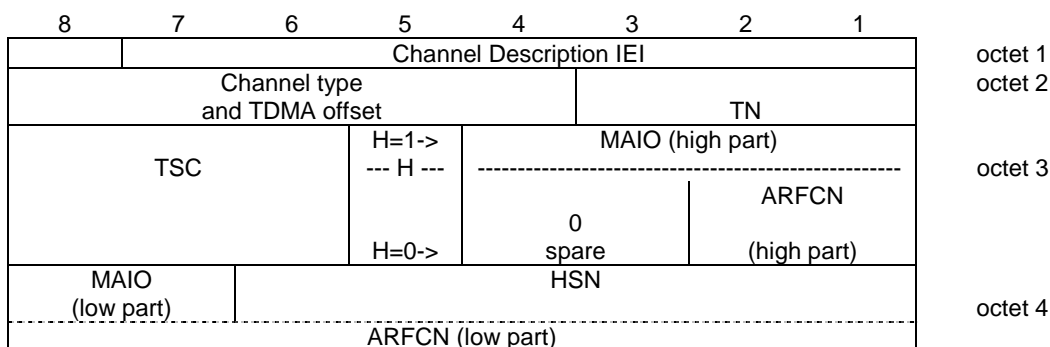 8 7 6 5 4 3 2 1
Channel Description IEI octet 1
Channel type octet 2
and TDMA offset TN
H=1-> MAIO (high part)
TSC --- H --- ---------------------------------------------------- octet 3
ARFCN
0
H=0-> spare (high part)
MAIO HSN
(low part) octet 4
ARFCN (low part)